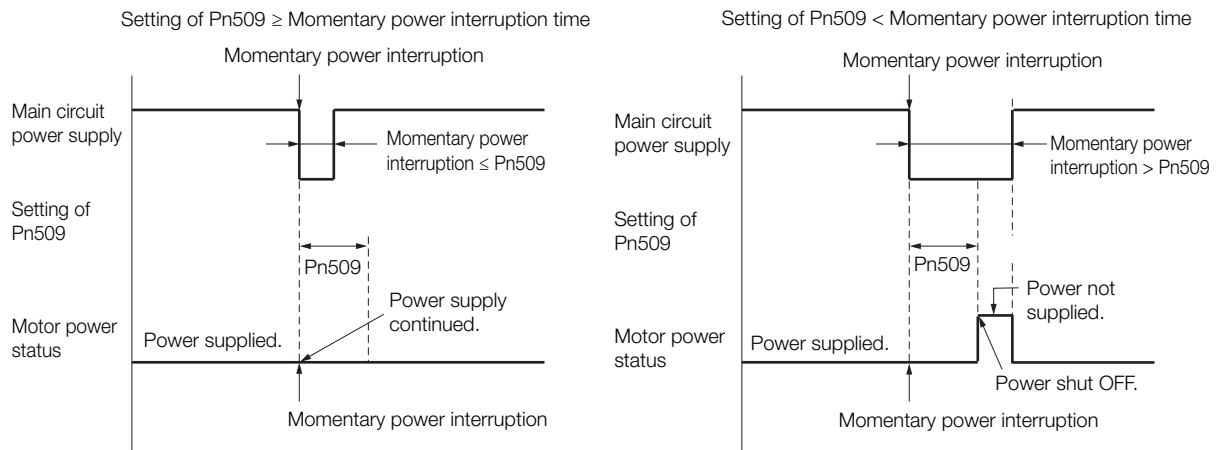 Setting of Pn509 ≥ Momentary power interruption time
Momentary power interruption
Main circuit
power supply
Momentary power
interruption ≤ Pn509
Setting of
Pn509
Pn509
Power supply
continued.
Motor power
status
Power supplied.
Momentary power interruption
Setting of Pn509 < Momentary power interruption time
Momentary power interruption
Main circuit
power supply
Momentary power
interruption > Pn509
Setting of
Pn509
Pn509
Power not
supplied.
Motor power
status
Power supplied.
Power shut OFF.
Momentary power interruption